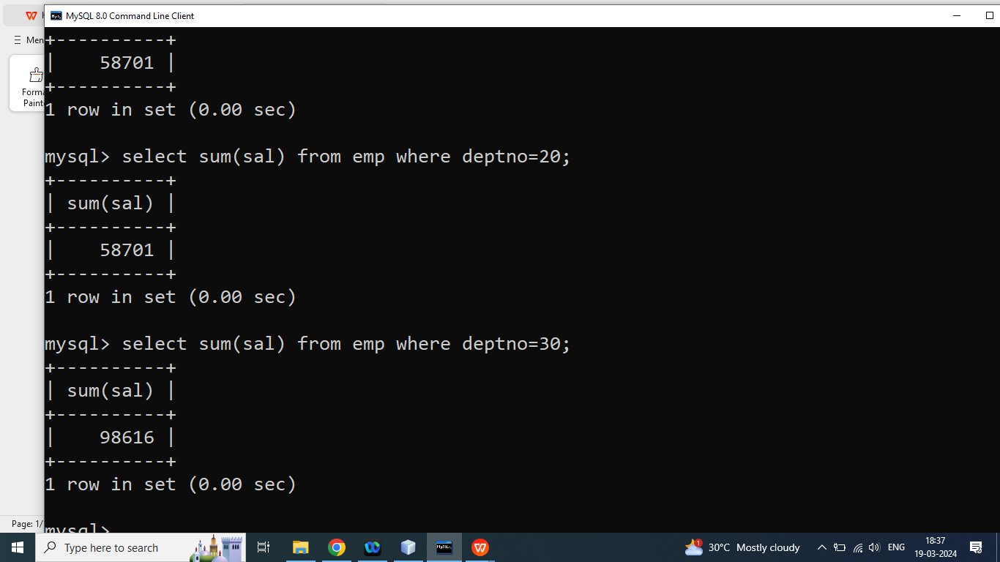 MySQL 8.0 Command Line Client
Men
Forma
Paint
+----------+
|    58701 |
+----------+
1 row in set (0.00 sec)
mysql> select sum(sal) from emp where deptno=20;
+----------+
| sum(sal) |
+----------+
|    58701 |
+----------+
1 row in set (0.00 sec)
mysql> select sum(sal) from emp where deptno=30;
+----------+
| sum(sal) |
+----------+
|    98616 |
+----------+
1 row in set (0.00 sec)
mysql>
Page: 1/
Type here to search
1
30°C Mostly cloudy
ENG
18:37
19-03-2024